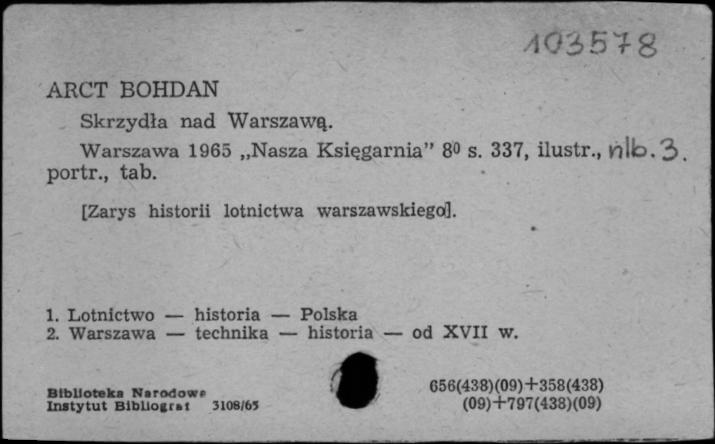 103578
ARCT BOHDAN
Skrzydła nad Warszawą.
Warszawa 1965 „Nasza Księgarnia” 8⁰ s. 337, ilustr., nlb. 3.
portr., tab.
[Zarys historii lotnictwa warszawskiego].
1. Lotnictwo — historia — Polska
2. Warszawa — technika — historia — od XVII w.
Biblioteka Narodowa
Instytut Bibliograf 3108/65
656(438)(09)+358(438)
(09)+797(438)(09)